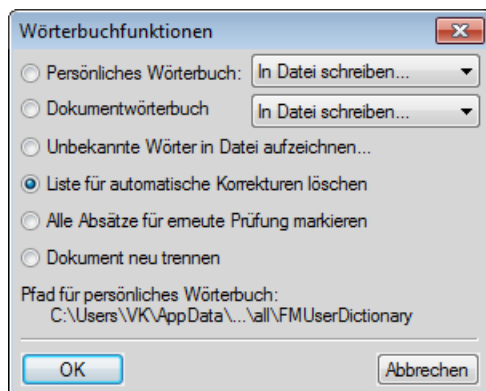 Wörterbuchfunktionen
Persönliches Wörterbuch: In Datei schreiben...
Dokumentwörterbuch In Datei schreiben...
Unbekannte Wörter in Datei aufzeichnen...
Liste für automatische Korrekturen löschen
Alle Absätze für erneute Prüfung markieren
Dokument neu trennen
Pfad für persönliches Wörterbuch:
C:\Users\VK\AppData\...\all\FMUserDictionary
OK Abbrechen